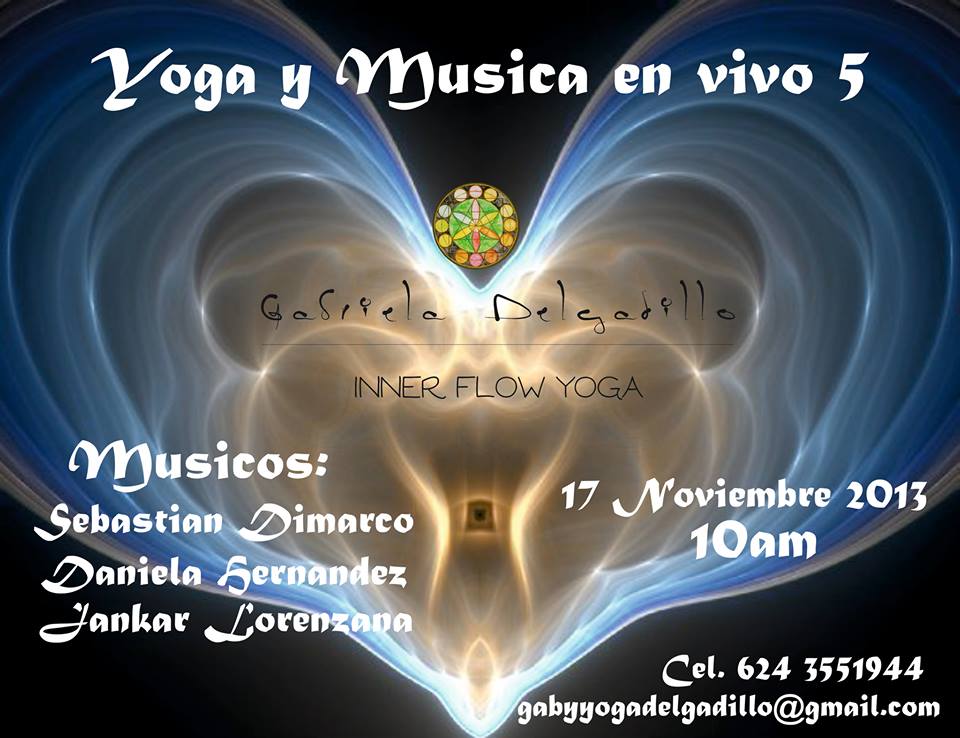 Yoga y Musica en vivo 5
Gabriela Delgadillo
INNER FLOW YOGA
Musicos:
Sebastian Dimarco
Daniela Hernandez
Jankar Lorenzana
17 Noviembre 2013
10am
Cel. 624 3551944
gabyyogadelgadillo@gmail.com